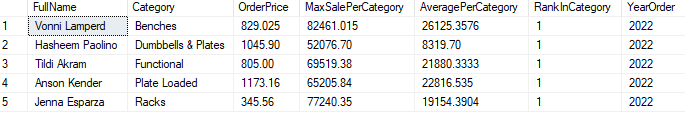 FullName Category OrderPrice MaxSalePerCategory AveragePerCategory RankInCategory YearOrder
1 Vonni Lamperd Benches 829.025 82461.015 26125.3576 1 2022
2 Hasheem Paolino Dumbbells & Plates 1045.90 52076.70 8319.70 1 2022
3 Tildi Akram Functional 805.00 69519.38 21880.3333 1 2022
4 Anson Kender Plate Loaded 1173.16 65205.84 22816.535 1 2022
5 Jenna Esparza Racks 345.56 77240.35 19154.3904 1 2022